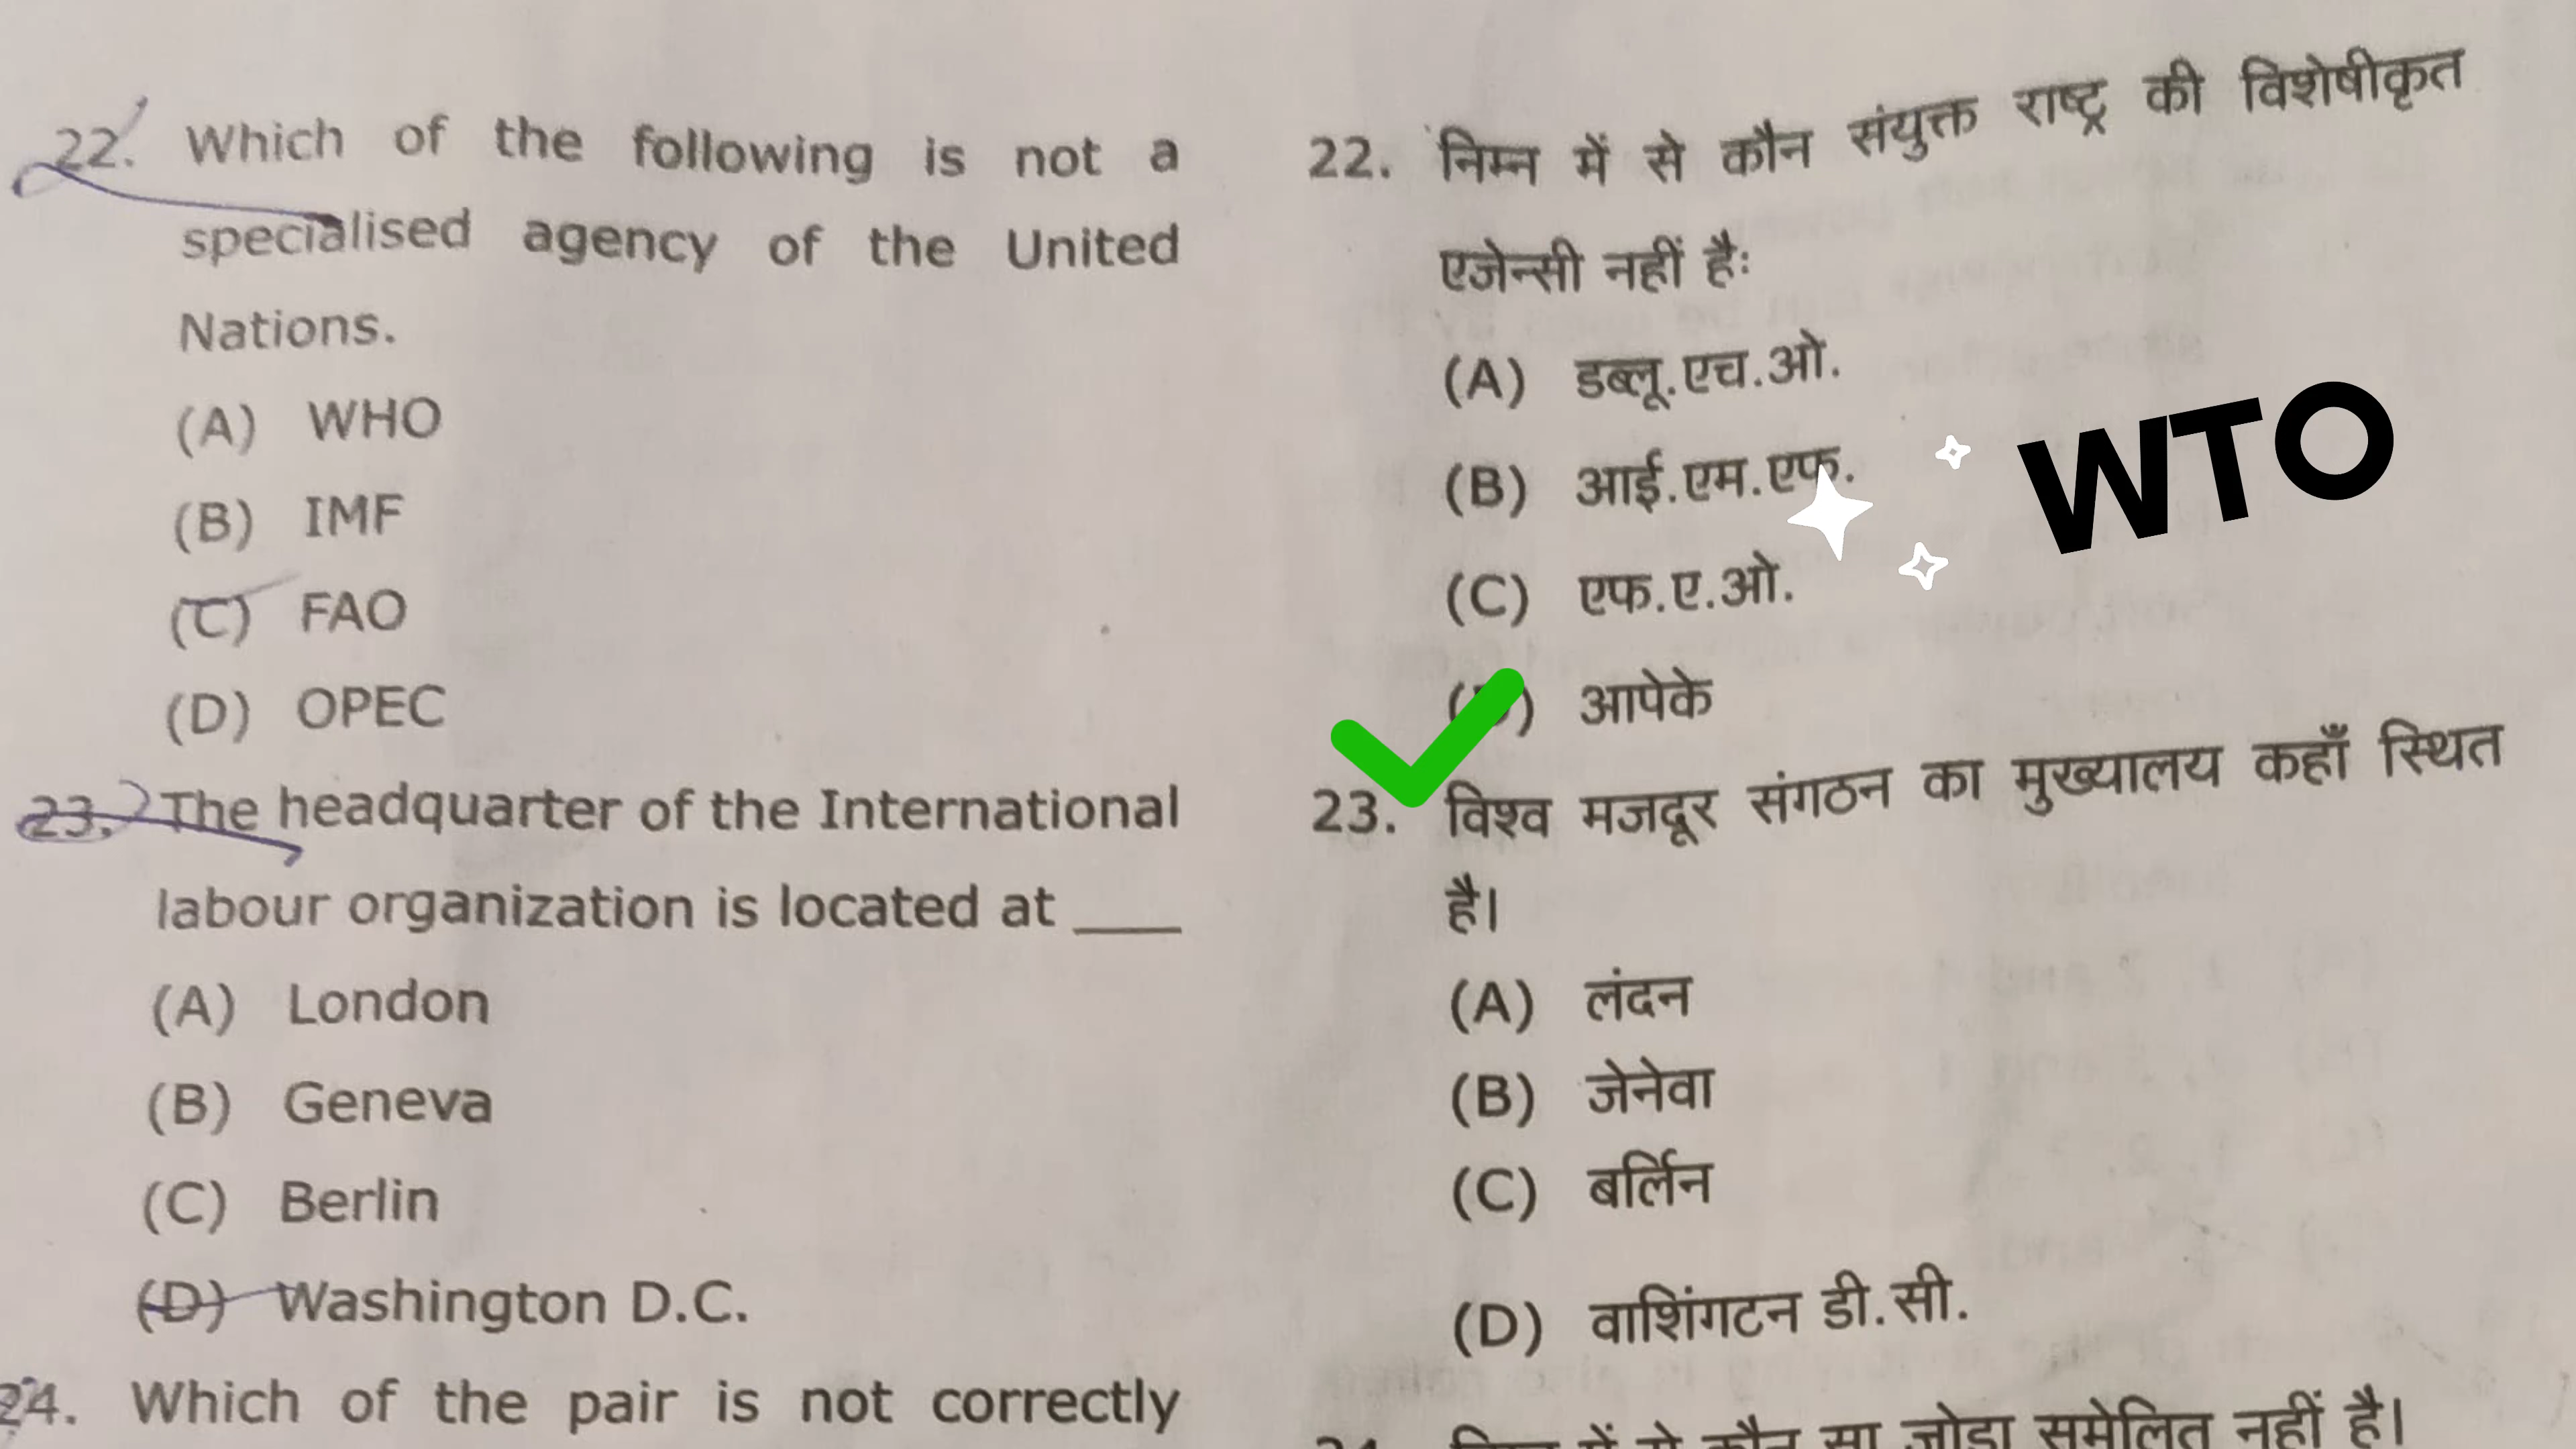 22. Which of the following is not a
specialised agency of the United
Nations.
(A) WHO
(B) IMF
(C) FAO
(D) OPEC
23. The headquarter of the International
labour organization is located at ____
(A) London
(B) Geneva
(C) Berlin
(D) Washington D.C.
24. Which of the pair is not correctly
22. निम्न में से कौन संयुक्त राष्ट्र की विशेषीकृत
एजेन्सी नहीं हैः
(A) डब्लू.एच.ओ.
(B) आई.एम.एफ.
(C) एफ.ए.ओ.
(D) आपेके
WTO
23. विश्व मजदूर संगठन का मुख्यालय कहाँ स्थित
है।
(A) लंदन
(B) जेनेवा
(C) बर्लिन
(D) वाशिंगटन डी.सी.
24. निम्न में से कौन सा जोड़ा समेलित नहीं है।